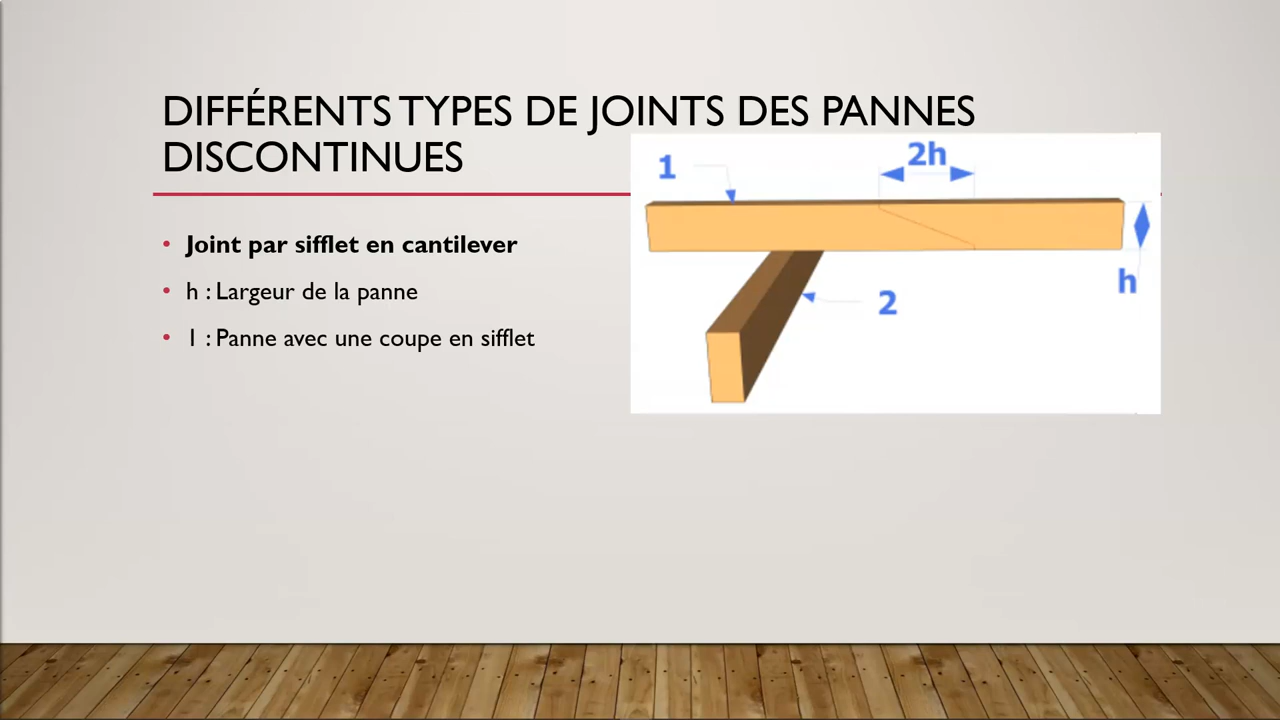 DIFFÉRENTS TYPES DE JOINTS DES PANNES
DISCONTINUES
• Joint par sifflet en cantilever
• h : Largeur de la panne
• 1 : Panne avec une coupe en sifflet
1
2h
h
2